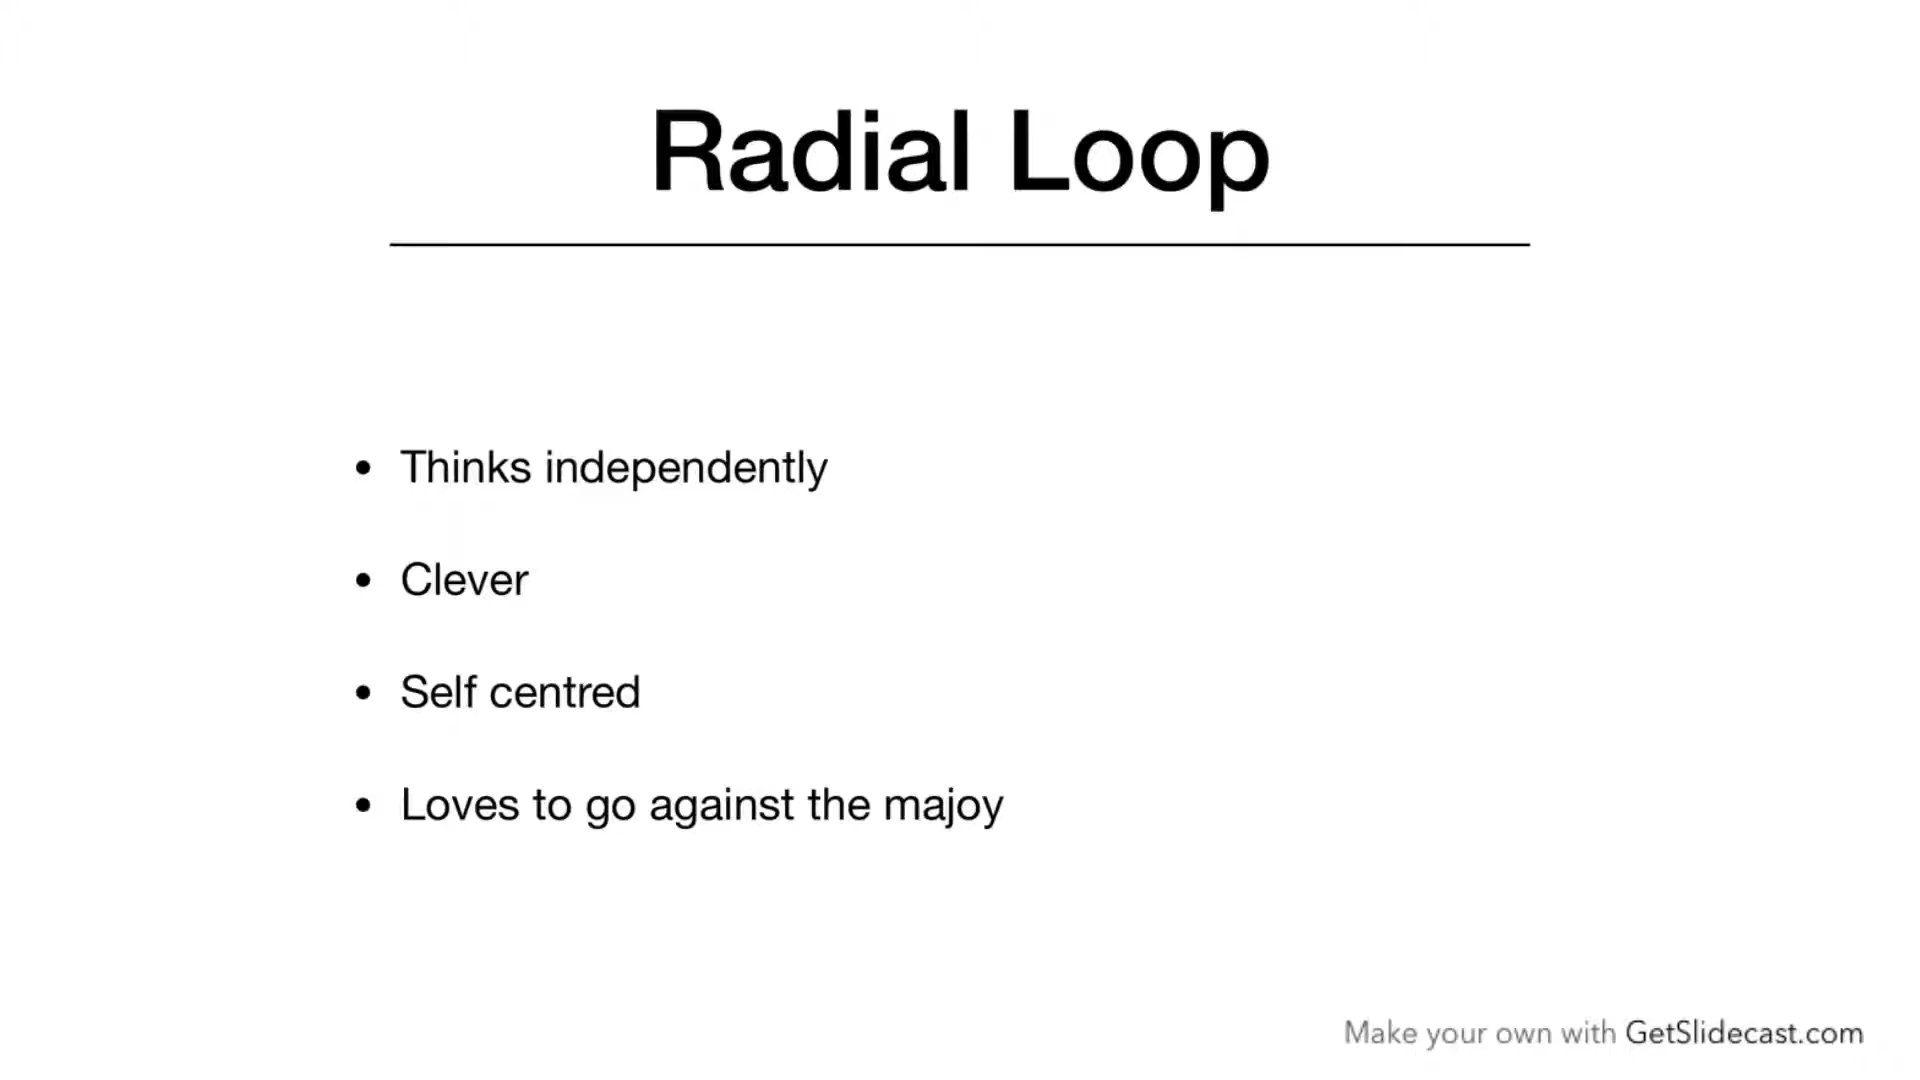 Radial Loop
• Thinks independently
• Clever
• Self centred
• Loves to go against the majoy
Make your own with GetSlidecast.com